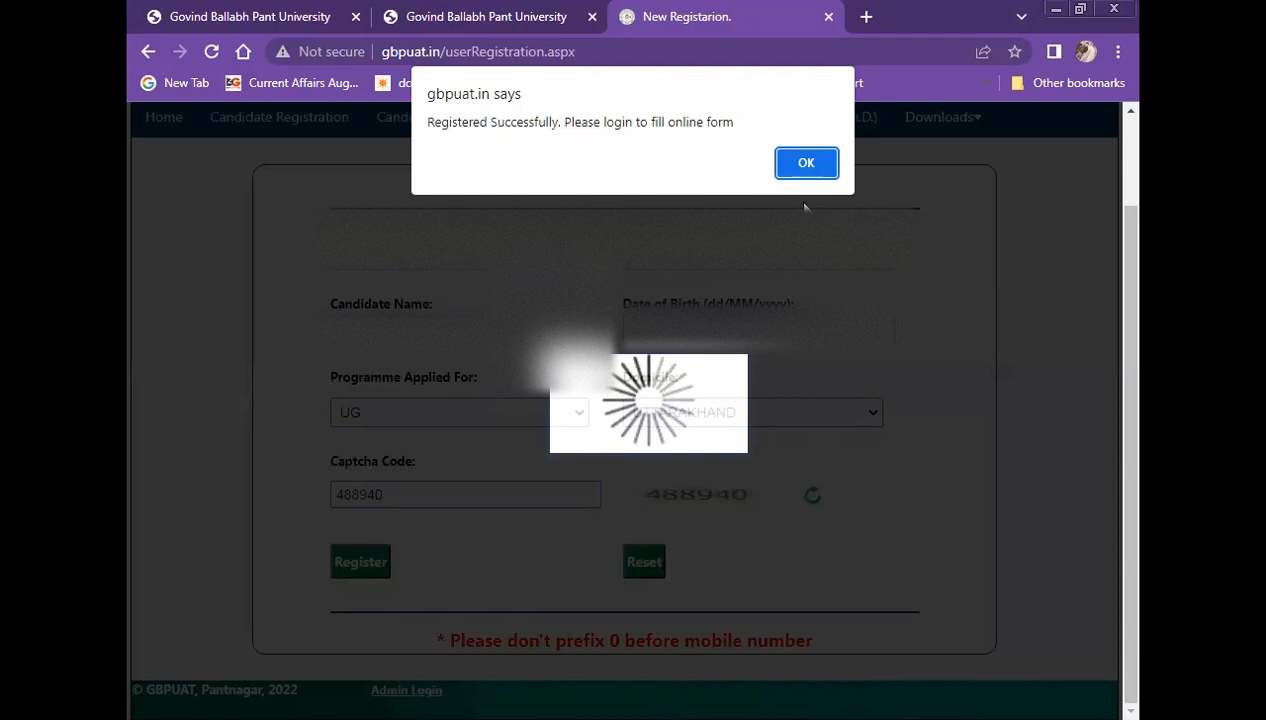 Govind Ballabh Pant University
Govind Ballabh Pant University
New Registarion.
Not secure gbpuat.in/userRegistration.aspx
New Tab
Current Affairs Aug...
Other bookmarks
gbpuat.in says
Registered Successfully. Please login to fill online form
OK
Home
Candidate Registration
Downloads
Candidate Name:
Date of Birth (dd/MM/yyyy):
Programme Applied For:
Domicile:
UG
Captcha Code:
488940
488940
Register
Reset
* Please don't prefix 0 before mobile number
© GBPUAT, Pantnagar, 2022
Admin Login